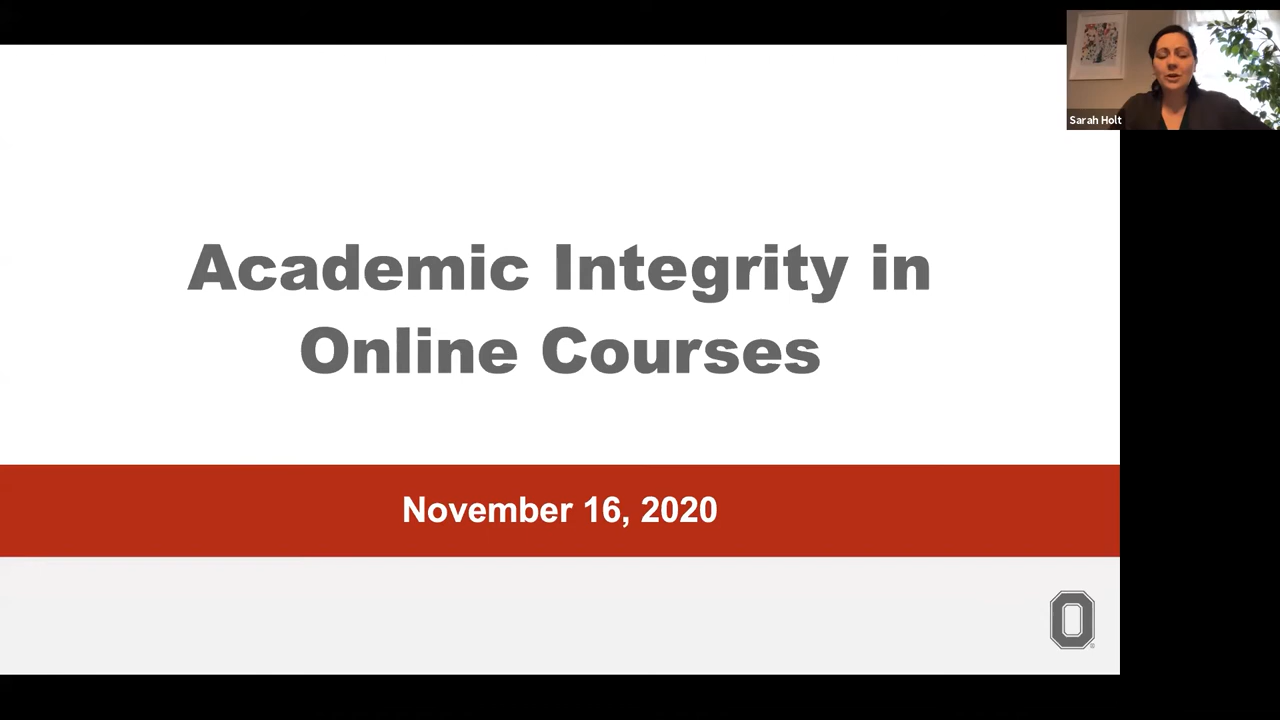 Sarah Holt
Academic Integrity in
Online Courses
November 16, 2020
O